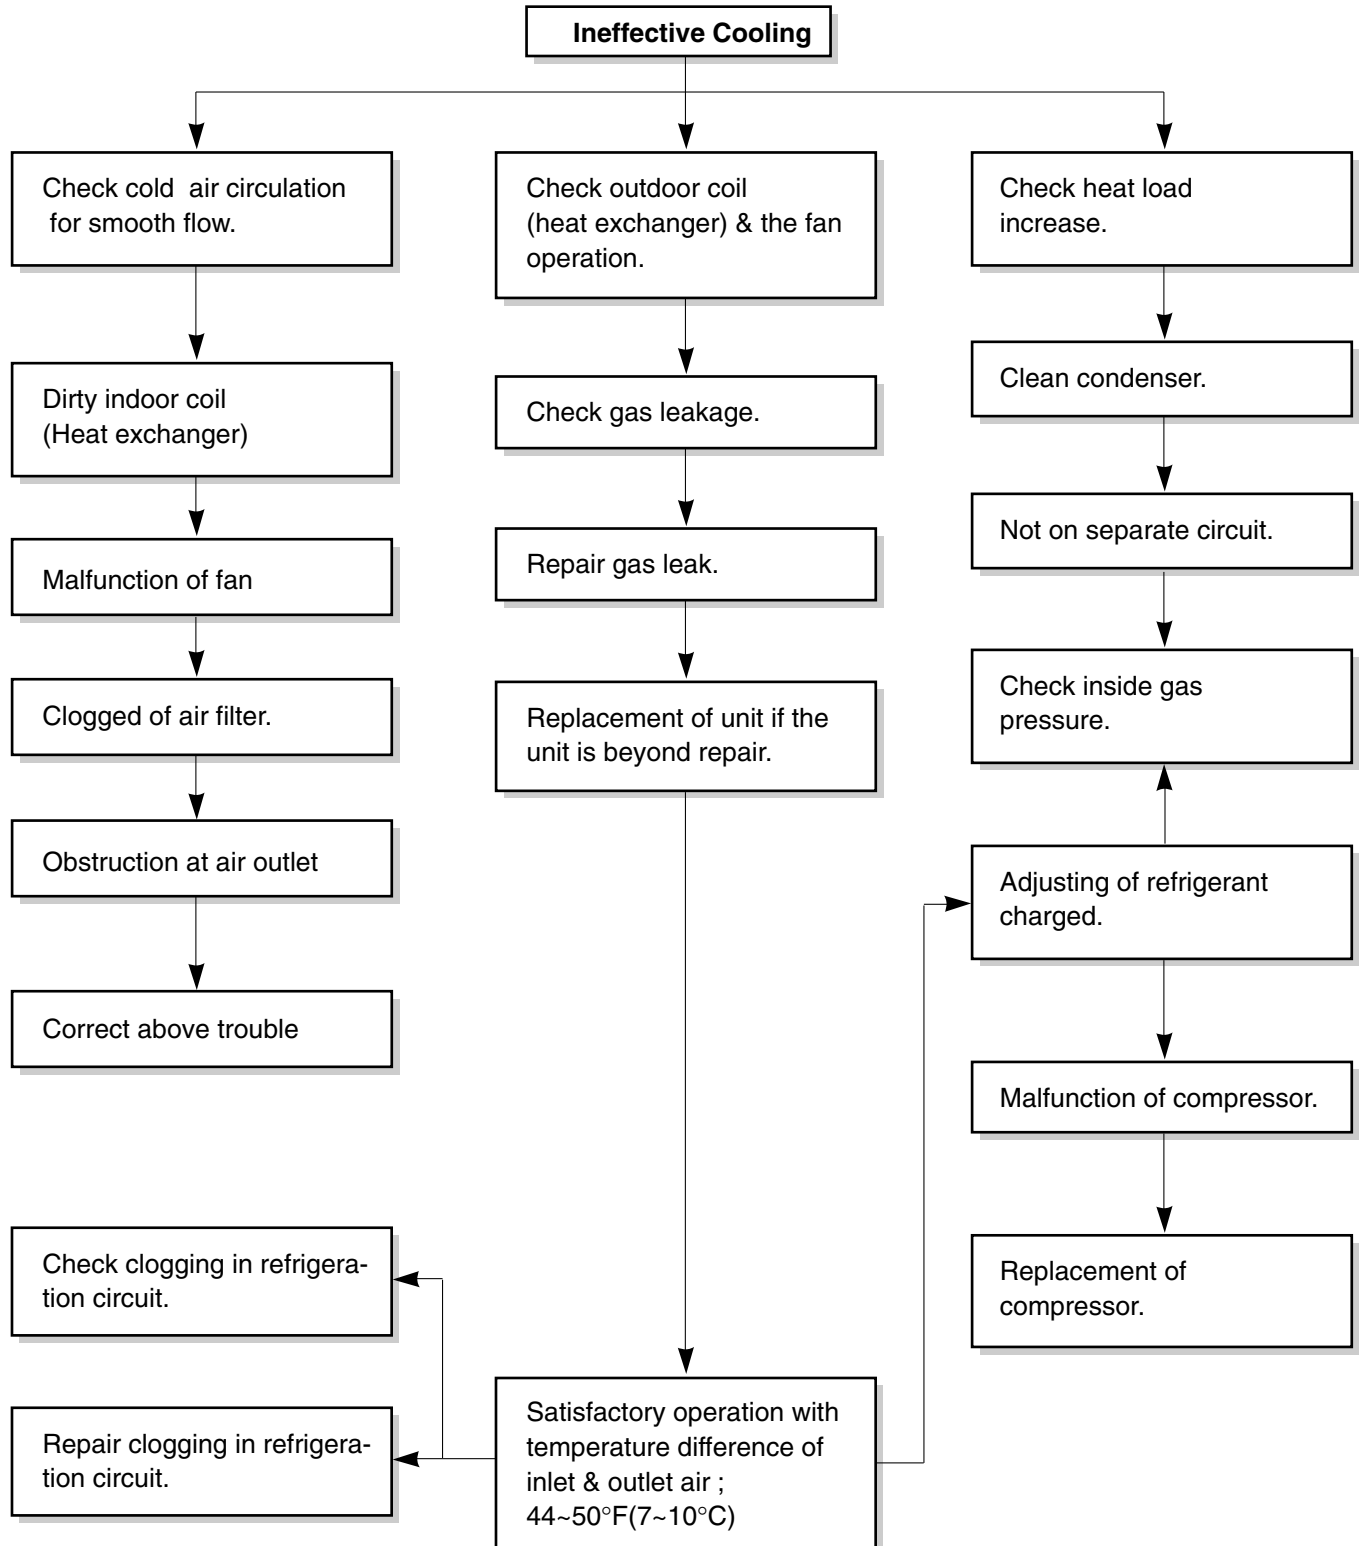 Ineffective Cooling
Check cold air circulation
for smooth flow.
Dirty indoor coil
(Heat exchanger)
Malfunction of fan
Clogged of air filter.
Obstruction at air outlet
Correct above trouble
Check clogging in refrigera-
tion circuit.
Repair clogging in refrigera-
tion circuit.
Check outdoor coil
(heat exchanger) & the fan
operation.
Check gas leakage.
Repair gas leak.
Replacement of unit if the
unit is beyond repair.
Satisfactory operation with
temperature difference of
inlet & outlet air ;
44~50°F(7~10°C)
Check heat load
increase.
Clean condenser.
Not on separate circuit.
Check inside gas
pressure.
Adjusting of refrigerant
charged.
Malfunction of compressor.
Replacement of
compressor.